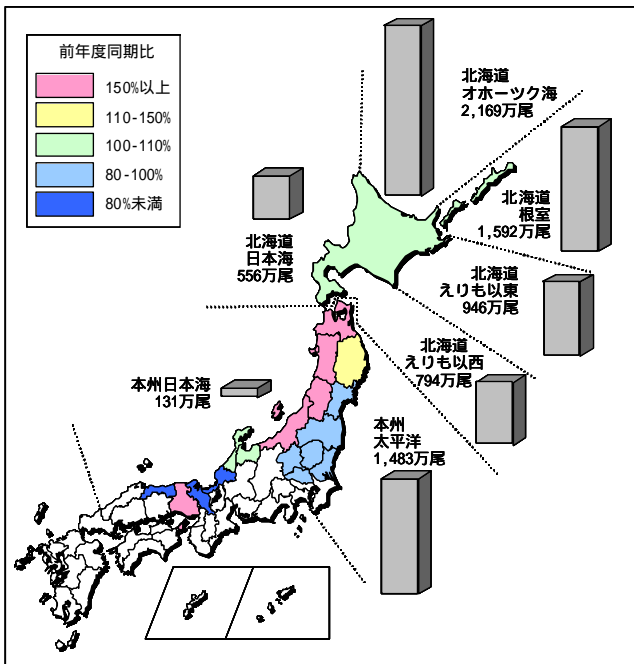 前年度同期比
150%以上
110-150%
100-110%
80-100%
80%未満
北海道
オホーツク海
2,169万尾
北海道
根室
1,592万尾
北海道
日本海
556万尾
北海道
えりも以東
946万尾
北海道
えりも以西
794万尾
本州日本海
131万尾
本州
太平洋
1,483万尾